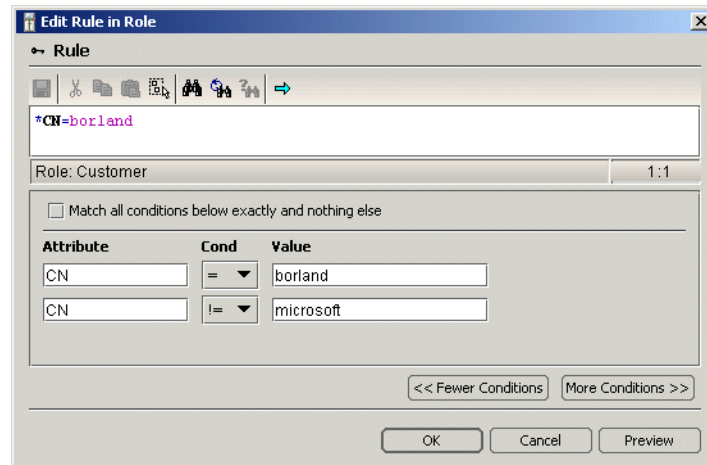 Edit Rule in Role
Rule
*CN=borland
Role: Customer 1:1
Match all conditions below exactly and nothing else
Attribute Cond Value
CN = borland
CN != microsoft
<< Fewer Conditions More Conditions >>
OK Cancel Preview